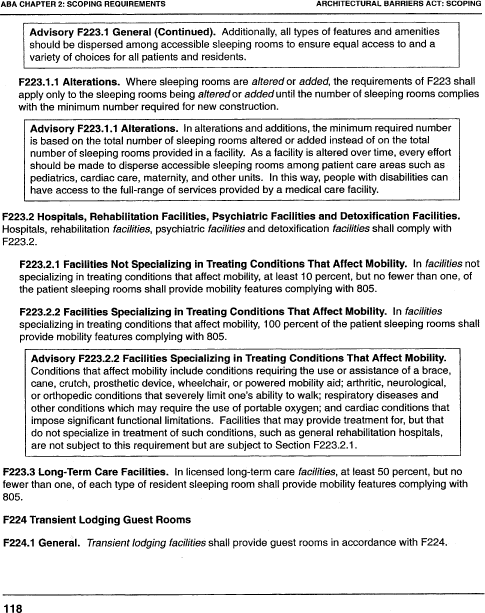 ABA CHAPTER 2: SCOPING REQUIREMENTS ARCHITECTURAL BARRIERS ACT: SCOPING
Advisory F223.1 General (Continued). Additionally, all types of features and amenities
should be dispersed among accessible sleeping rooms to ensure equal access to and a
variety of choices for all patients and residents.
F223.1.1 Alterations. Where sleeping rooms are altered or added, the requirements of F223 shall
apply only to the sleeping rooms being altered or added until the number of sleeping rooms complies
with the minimum number required for new construction.
Advisory F223.1.1 Alterations. In alterations and additions, the minimum required number
is based on the total number of sleeping rooms altered or added instead of on the total
number of sleeping rooms provided in a facility. As a facility is altered over time, every effort
should be made to disperse accessible sleeping rooms among patient care areas such as
pediatrics, cardiac care, maternity, and other units. In this way, people with disabilities can
have access to the full-range of services provided by a medical care facility.
F223.2 Hospitals, Rehabilitation Facilities, Psychiatric Facilities and Detoxification Facilities.
Hospitals, rehabilitation facilities, psychiatric facilities and detoxification facilities shall comply with
F223.2.
F223.2.1 Facilities Not Specializing in Treating Conditions That Affect Mobility. In facilities not
specializing in treating conditions that affect mobility, at least 10 percent, but no fewer than one, of
the patient sleeping rooms shall provide mobility features complying with 805.
F223.2.2 Facilities Specializing in Treating Conditions That Affect Mobility. In facilities
specializing in treating conditions that affect mobility, 100 percent of the patient sleeping rooms shall
provide mobility features complying with 805.
Advisory F223.2.2 Facilities Specializing in Treating Conditions That Affect Mobility.
Conditions that affect mobility include conditions requiring the use or assistance of a brace,
cane, crutch, prosthetic device, wheelchair, or powered mobility aid; arthritic, neurological,
or orthopedic conditions that severely limit one's ability to walk; respiratory diseases and
other conditions which may require the use of portable oxygen; and cardiac conditions that
impose significant functional limitations. Facilities that may provide treatment for, but that
do not specialize in treatment of such conditions, such as general rehabilitation hospitals,
are not subject to this requirement but are subject to Section F223.2.1.
F223.3 Long-Term Care Facilities. In licensed long-term care facilities, at least 50 percent, but no
fewer than one, of each type of resident sleeping room shall provide mobility features complying with
805.
F224 Transient Lodging Guest Rooms
F224.1 General. Transient lodging facilities shall provide guest rooms in accordance with F224.
118